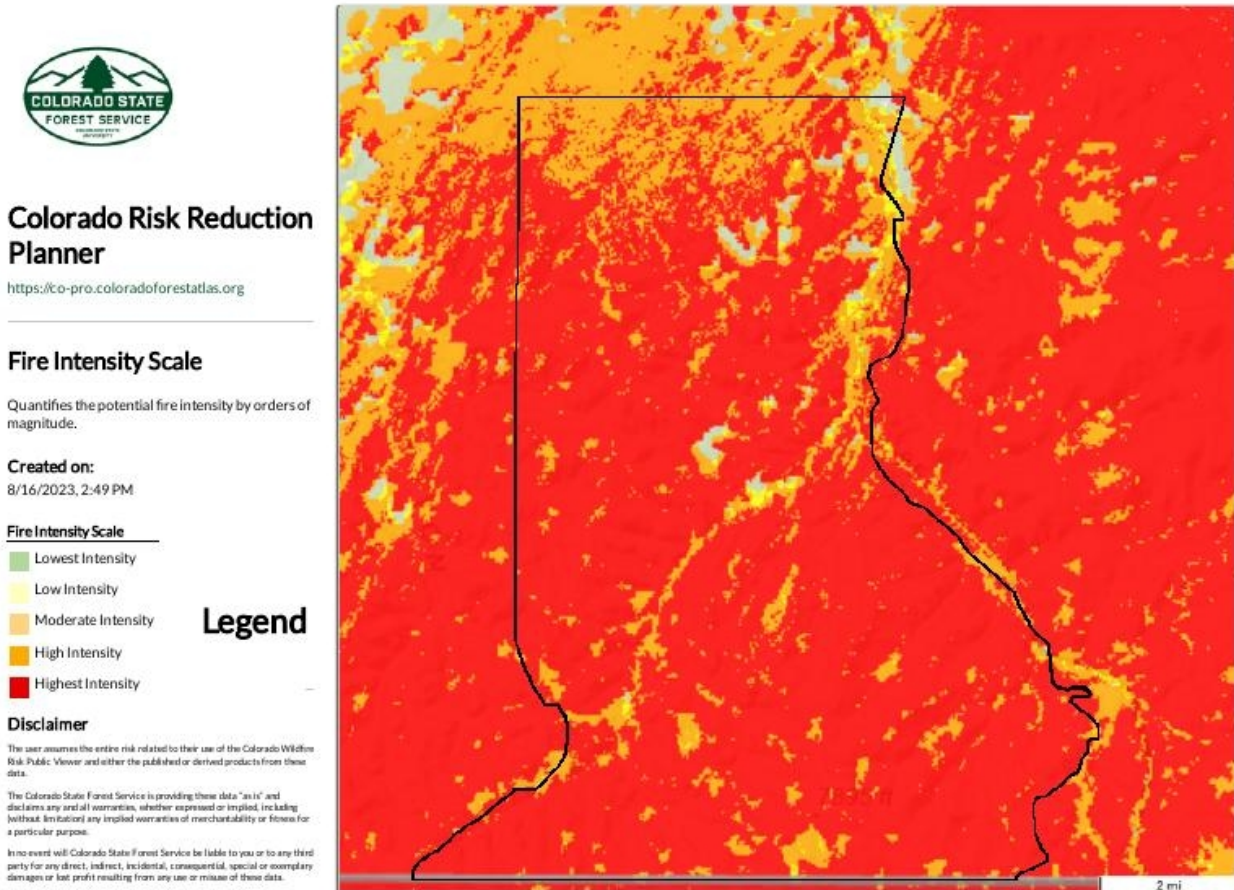 COLORADO STATE
FOREST SERVICE
Colorado Risk Reduction
Planner
https://co-pro.coloradoforestatlas.org
Fire Intensity Scale
Quantifies the potential fire intensity by orders of
magnitude.
Created on:
8/16/2023, 2:49 PM
Fire Intensity Scale
Lowest Intensity
Low Intensity
Moderate Intensity
High Intensity
Highest Intensity
Legend
Disclaimer
The user assumes the entire risk related to their use of the Colorado Wildfire
Risk Public Viewer and either the published or derived products from these
data.
The Colorado State Forest Service is providing these data "as is" and
disclaims any and all warranties, whether expressed or implied, including
(without limitation) any implied warranties of merchantability or fitness for
a particular purpose.
In no event will Colorado State Forest Service be liable to you or to any third
party for any direct, indirect, incidental, consequential, special or exemplary
damages or lost profit resulting from any use or misuse of these data.
2 mi